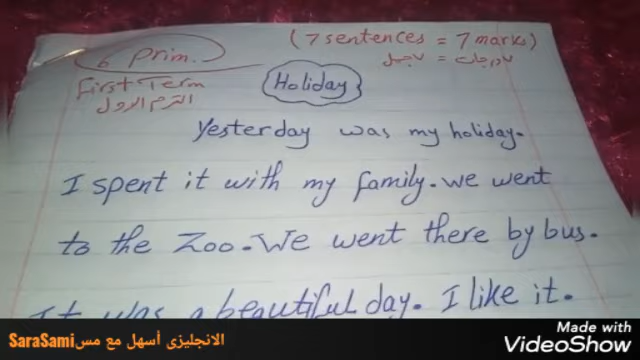 6 prim.
(7 sentences = 7 marks)
٧ جمل = ٧ درجات
First Term
الترم الاول
Holiday
Yesterday was my holiday.
I spent it with my family. We went
to the Zoo. We went there by bus.
It was a beautiful day. I like it.
الانجليزى أسهل مع مس SaraSami
Made with
VideoShow